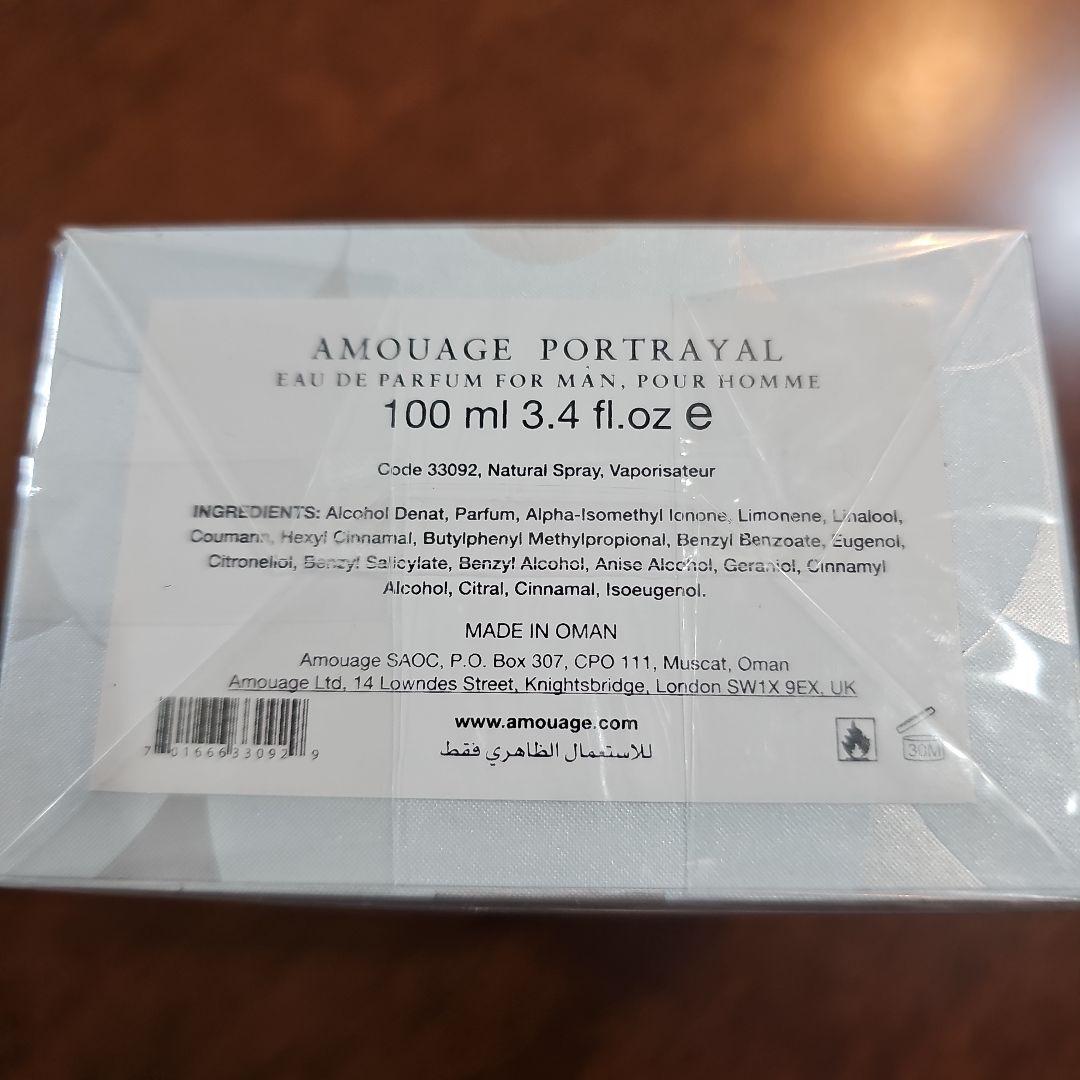 AMOUAGE PORTRAYAL
EAU DE PARFUM FOR MAN, POUR HOMME
100 ml 3.4 fl.oz e
Code 33092, Natural Spray, Vaporisateur
INGREDIENTS: Alcohol Denat, Parfum, Alpha-Isomethyl Ionone, Limonene, Linalool,
Coumarin, Hexyl Cinnamal, Butylphenyl Methylpropional, Benzyl Benzoate, Eugenol,
Citronellol, Benzyl Salicylate, Benzyl Alcohol, Anise Alcohol, Geraniol, Cinnamyl
Alcohol, Citral, Cinnamal, Isoeugenol.
MADE IN OMAN
Amouage SAOC, P.O. Box 307, CPO 111, Muscat, Oman
Amouage Ltd, 14 Lowndes Street, Knightsbridge, London SW1X 9EX, UK
www.amouage.com
للاستعمال الظاهري فقط
7 01666 33092 9
30M